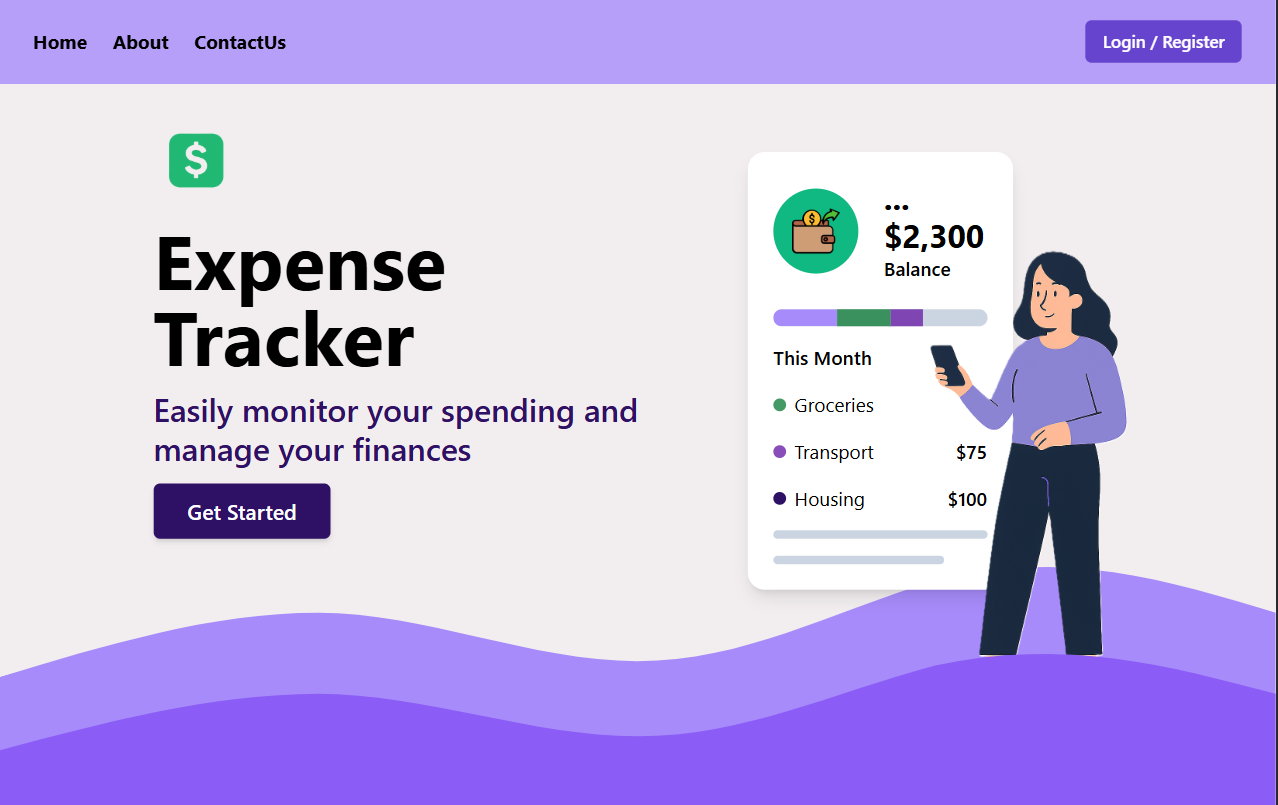 Home About ContactUs Login / Register
$
Expense
Tracker
Easily monitor your spending and
manage your finances
Get Started
$
...
$2,300
Balance
This Month
Groceries
Transport $75
Housing $100